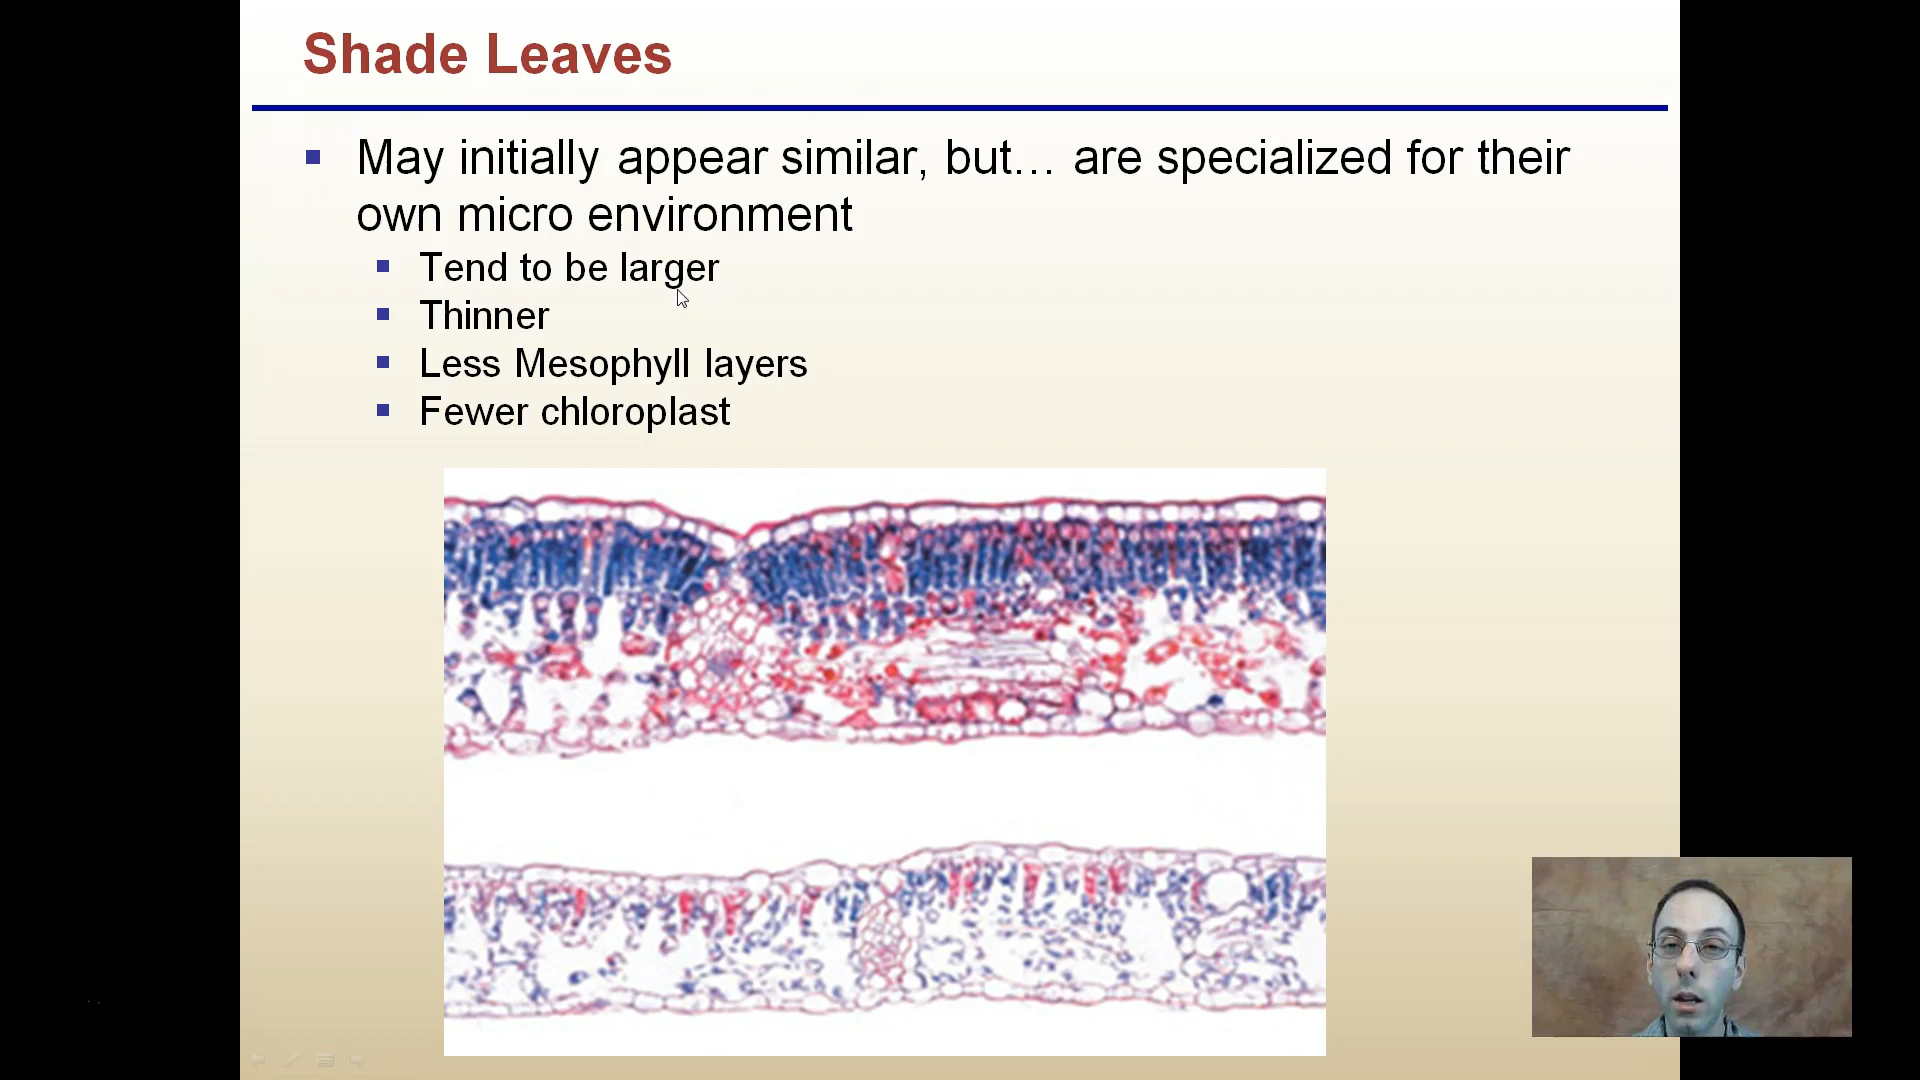 Shade Leaves
May initially appear similar, but… are specialized for their
own micro environment
Tend to be larger
Thinner
Less Mesophyll layers
Fewer chloroplast